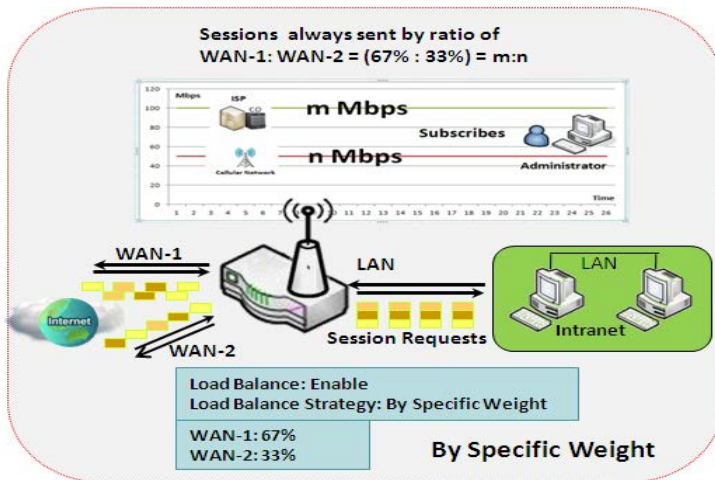 Sessions always sent by ratio of
WAN-1: WAN-2 = (67% : 33%) = m:n
120
Mbps
ISP
CO
100
m Mbps
80
Subscribes
60
n Mbps
40
Cellular Network
Administrator
20
Time
0
1 2 3 4 5 6 7 8 9 10 11 12 13 14 15 16 17 18 19 20 21 22 23 24 25 26
WAN-1
LAN
LAN
Internet
Intranet
WAN-2
Session Requests
Load Balance: Enable
Load Balance Strategy: By Specific Weight
WAN-1: 67%
WAN-2: 33%
By Specific Weight